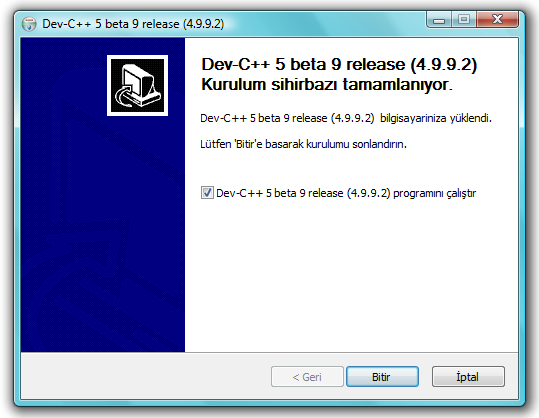 Dev-C++ 5 beta 9 release (4.9.9.2)
Dev-C++ 5 beta 9 release (4.9.9.2)
Kurulum sihirbazı tamamlanıyor.
Dev-C++ 5 beta 9 release (4.9.9.2) bilgisayariniza yüklendi.
Lütfen 'Bitir'e basarak kurulumu sonlandırın.
Dev-C++ 5 beta 9 release (4.9.9.2) programını çalıştır
< Geri
Bitir
İptal